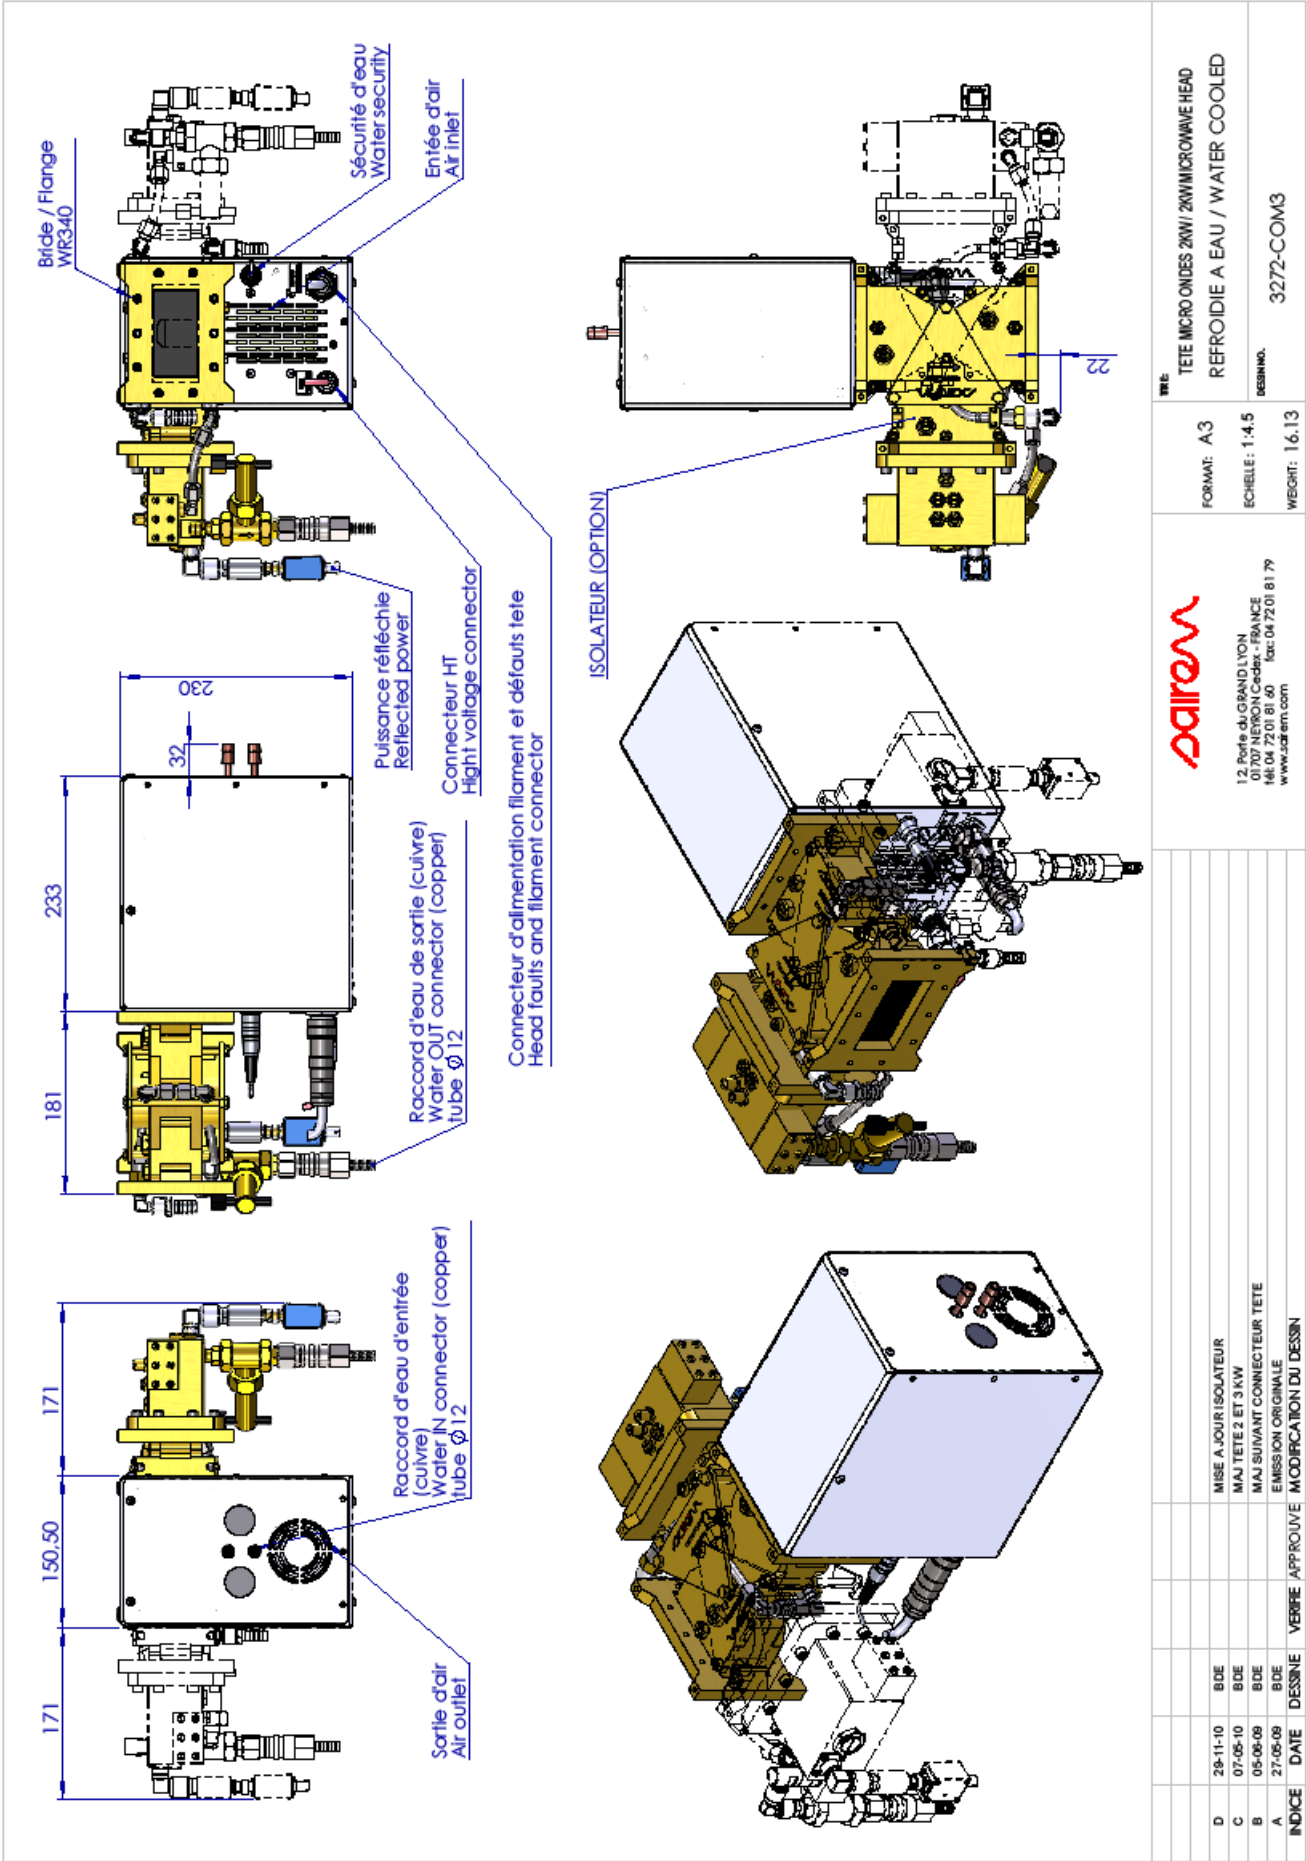 171
150,50
171
Sortie d'air
Air outlet
Raccord d'eau d'entrée
(cuivre)
Water IN connector (copper)
tube Ø12
181
233
32
230
Raccord d'eau de sortie (cuivre)
Water OUT connector (copper)
tube Ø12
Bride / Flange
WR340
Sécurité d'eau
Water security
Entée d'air
Air inlet
Puissance réfléchie
Reflected power
Connecteur HT
Hight voltage connector
Connecteur d'alimentation filament et défauts tete
Head faults and filament connector
ISOLATEUR (OPTION)
22
D 29-11-10 BDE MISE A JOUR ISOLATEUR
C 07-05-10 BDE MAJ TETE 2 ET 3 KW
B 05-06-09 BDE MAJ SUIVANT CONNECTEUR TETE
A 27-05-09 BDE EMISSION ORIGINALE
INDICE DATE DESSINE VERIFIE APPROUVE MODIFICATION DU DESSIN
sairem
12, Porte du GRAND LYON
01707 NEYRON Cedex - FRANCE
tél: 04 72 01 81 60 fax: 04 72 01 81 79
www.sairem.com
FORMAT: A3
ECHELLE: 1:4.5
WEIGHT: 16.13
TITRE:
TETE MICRO ONDES 2KW/ 2KW MICROWAVE HEAD
REFROIDIE A EAU / WATER COOLED
DESSIN NO.
3272-COM3